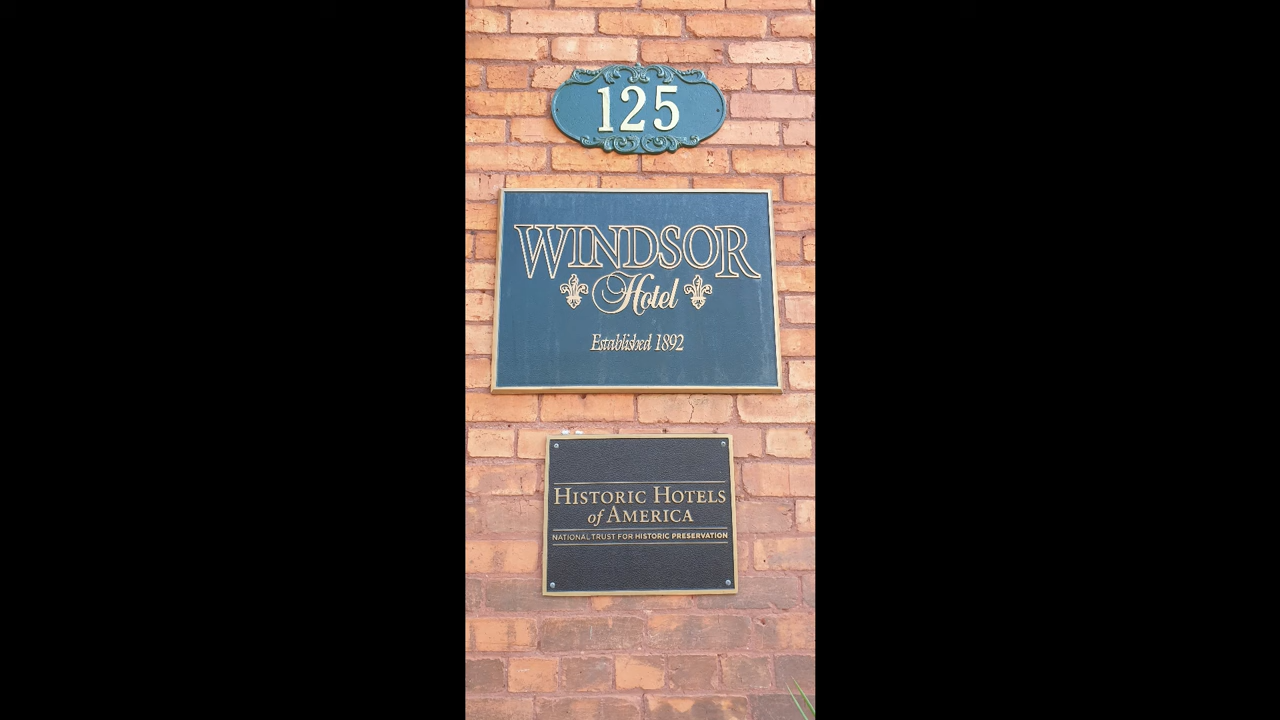 125
WINDSOR
Hotel
Established 1892
HISTORIC HOTELS
of AMERICA
NATIONAL TRUST FOR HISTORIC PRESERVATION